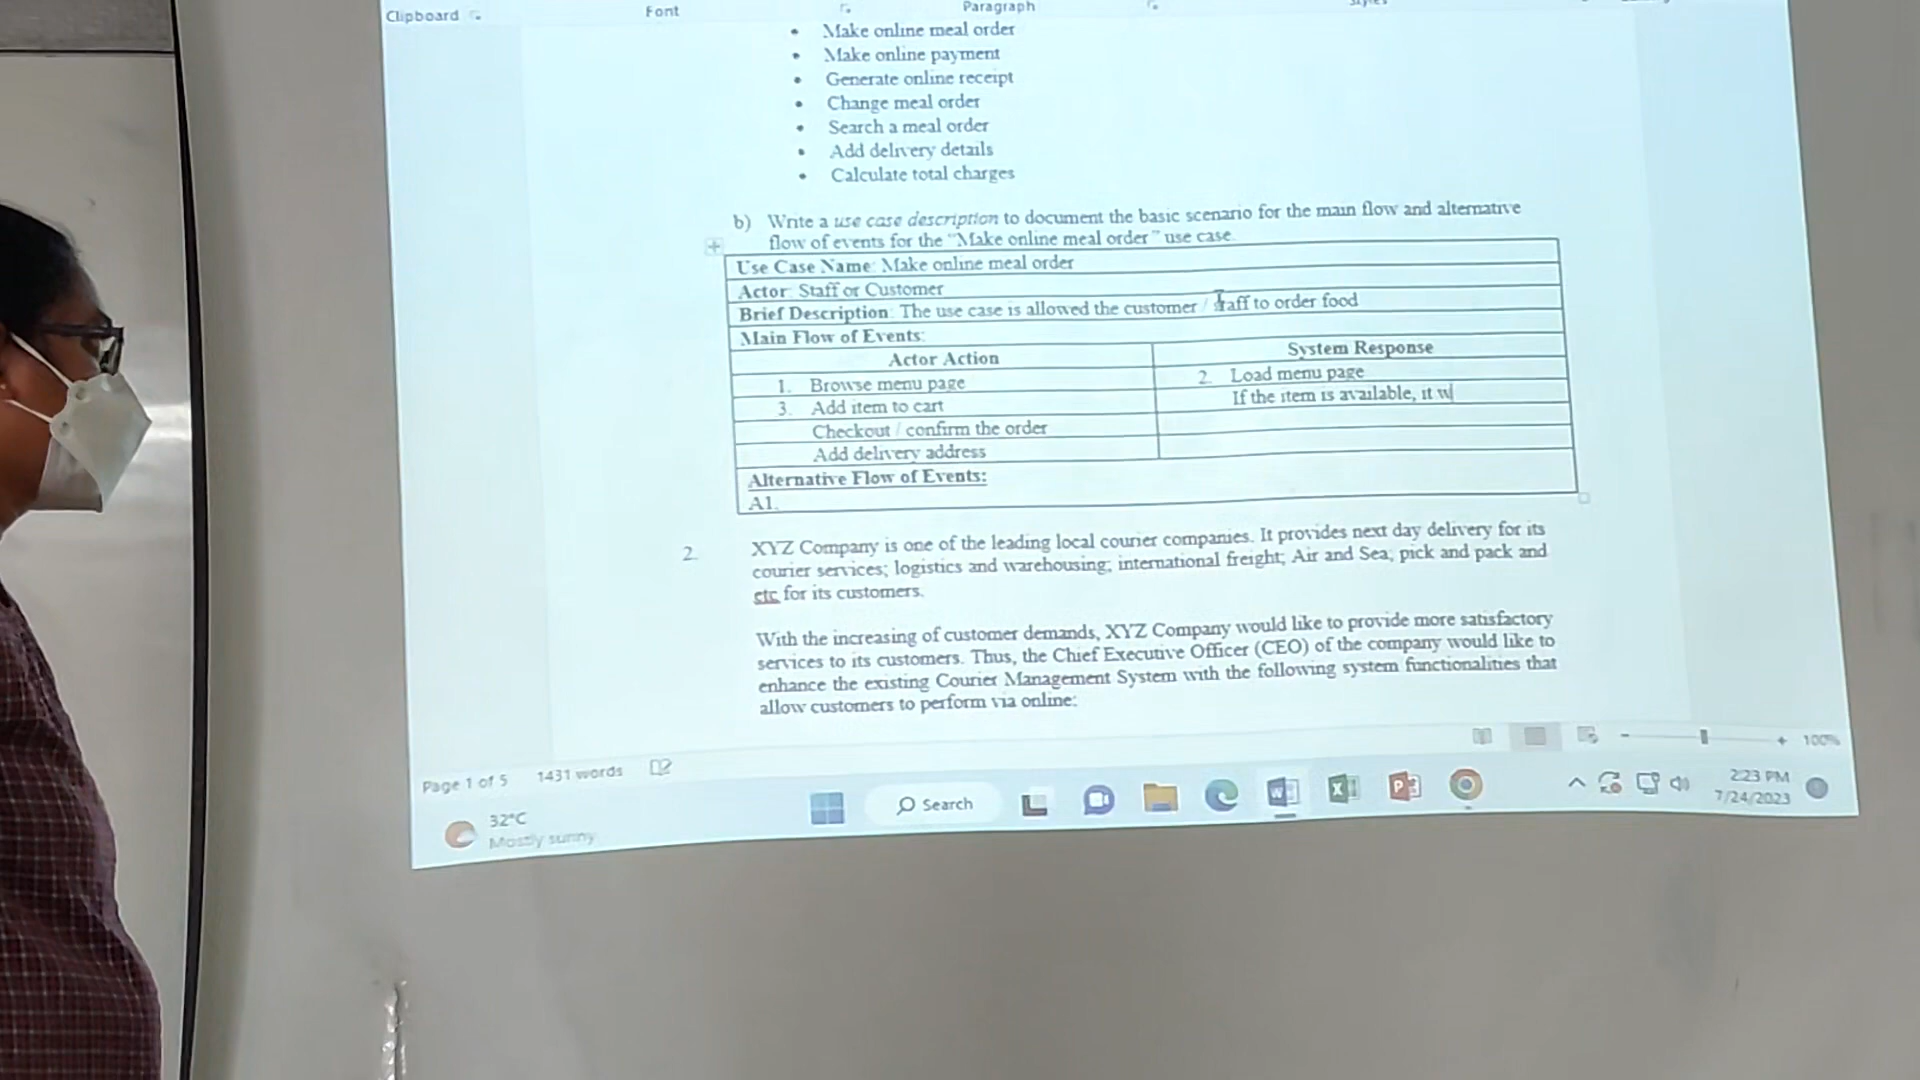 Clipboard
Font
Paragraph
Make online meal order
Make online payment
Generate online receipt
Change meal order
Search a meal order
Add delivery details
Calculate total charges
b) Write a use case description to document the basic scenario for the main flow and alternative
flow of events for the "Make online meal order" use case.
Use Case Name: Make online meal order
Actor: Staff or Customer
Brief Description: The use case is allowed the customer / staff to order food
Main Flow of Events:
Actor Action System Response
1. Browse menu page 2. Load menu page
3. Add item to cart If the item is available, it w
Checkout / confirm the order
Add delivery address
Alternative Flow of Events:
A1.
2. XYZ Company is one of the leading local courier companies. It provides next day delivery for its
courier services; logistics and warehousing; international freight; Air and Sea; pick and pack and
etc for its customers.
With the increasing of customer demands, XYZ Company would like to provide more satisfactory
services to its customers. Thus, the Chief Executive Officer (CEO) of the company would like to
enhance the existing Courier Management System with the following system functionalities that
allow customers to perform via online:
Page 1 of 5 1431 words 100%
32°C
Mostly sunny
Search
2:23 PM
7/24/2023